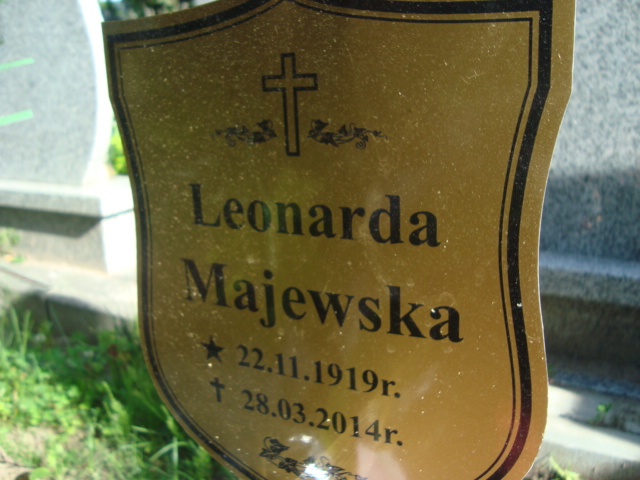 Leonarda
Majewska
★ 22.11.1919r.
✝ 28.03.2014r.